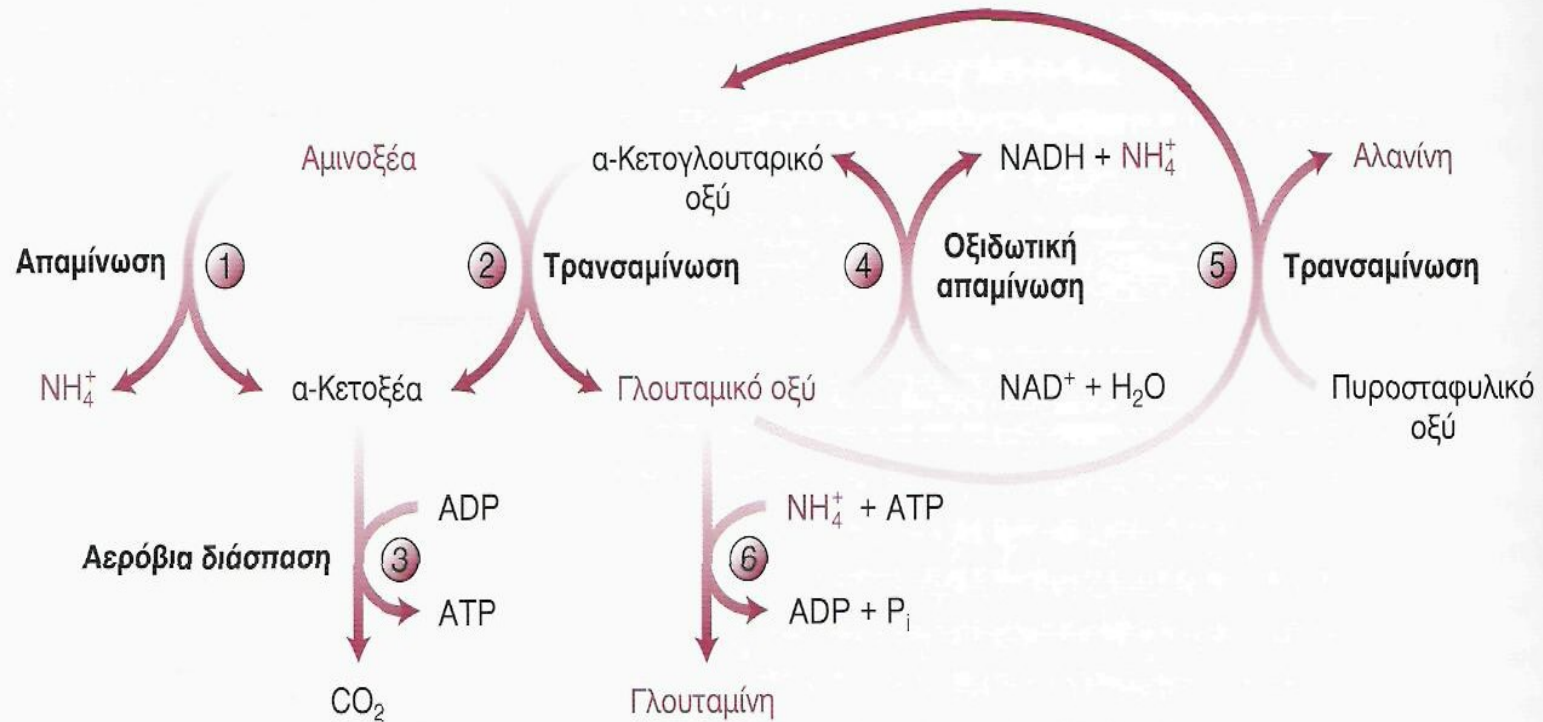 Αμινοξέα
α-Κετογλουταρικό
οξύ
NADH + NH₄⁺
Αλανίνη
Απαμίνωση
1
2
Τρανσαμίνωση
4
Οξιδωτική
απαμίνωση
5
Τρανσαμίνωση
NH₄⁺
α-Κετοξέα
Γλουταμικό οξύ
NAD⁺ + H₂O
Πυροσταφυλικό
οξύ
ADP
NH₄⁺ + ATP
Αερόβια διάσπαση
3
6
ATP
ADP + Pᵢ
CO₂
Γλουταμίνη